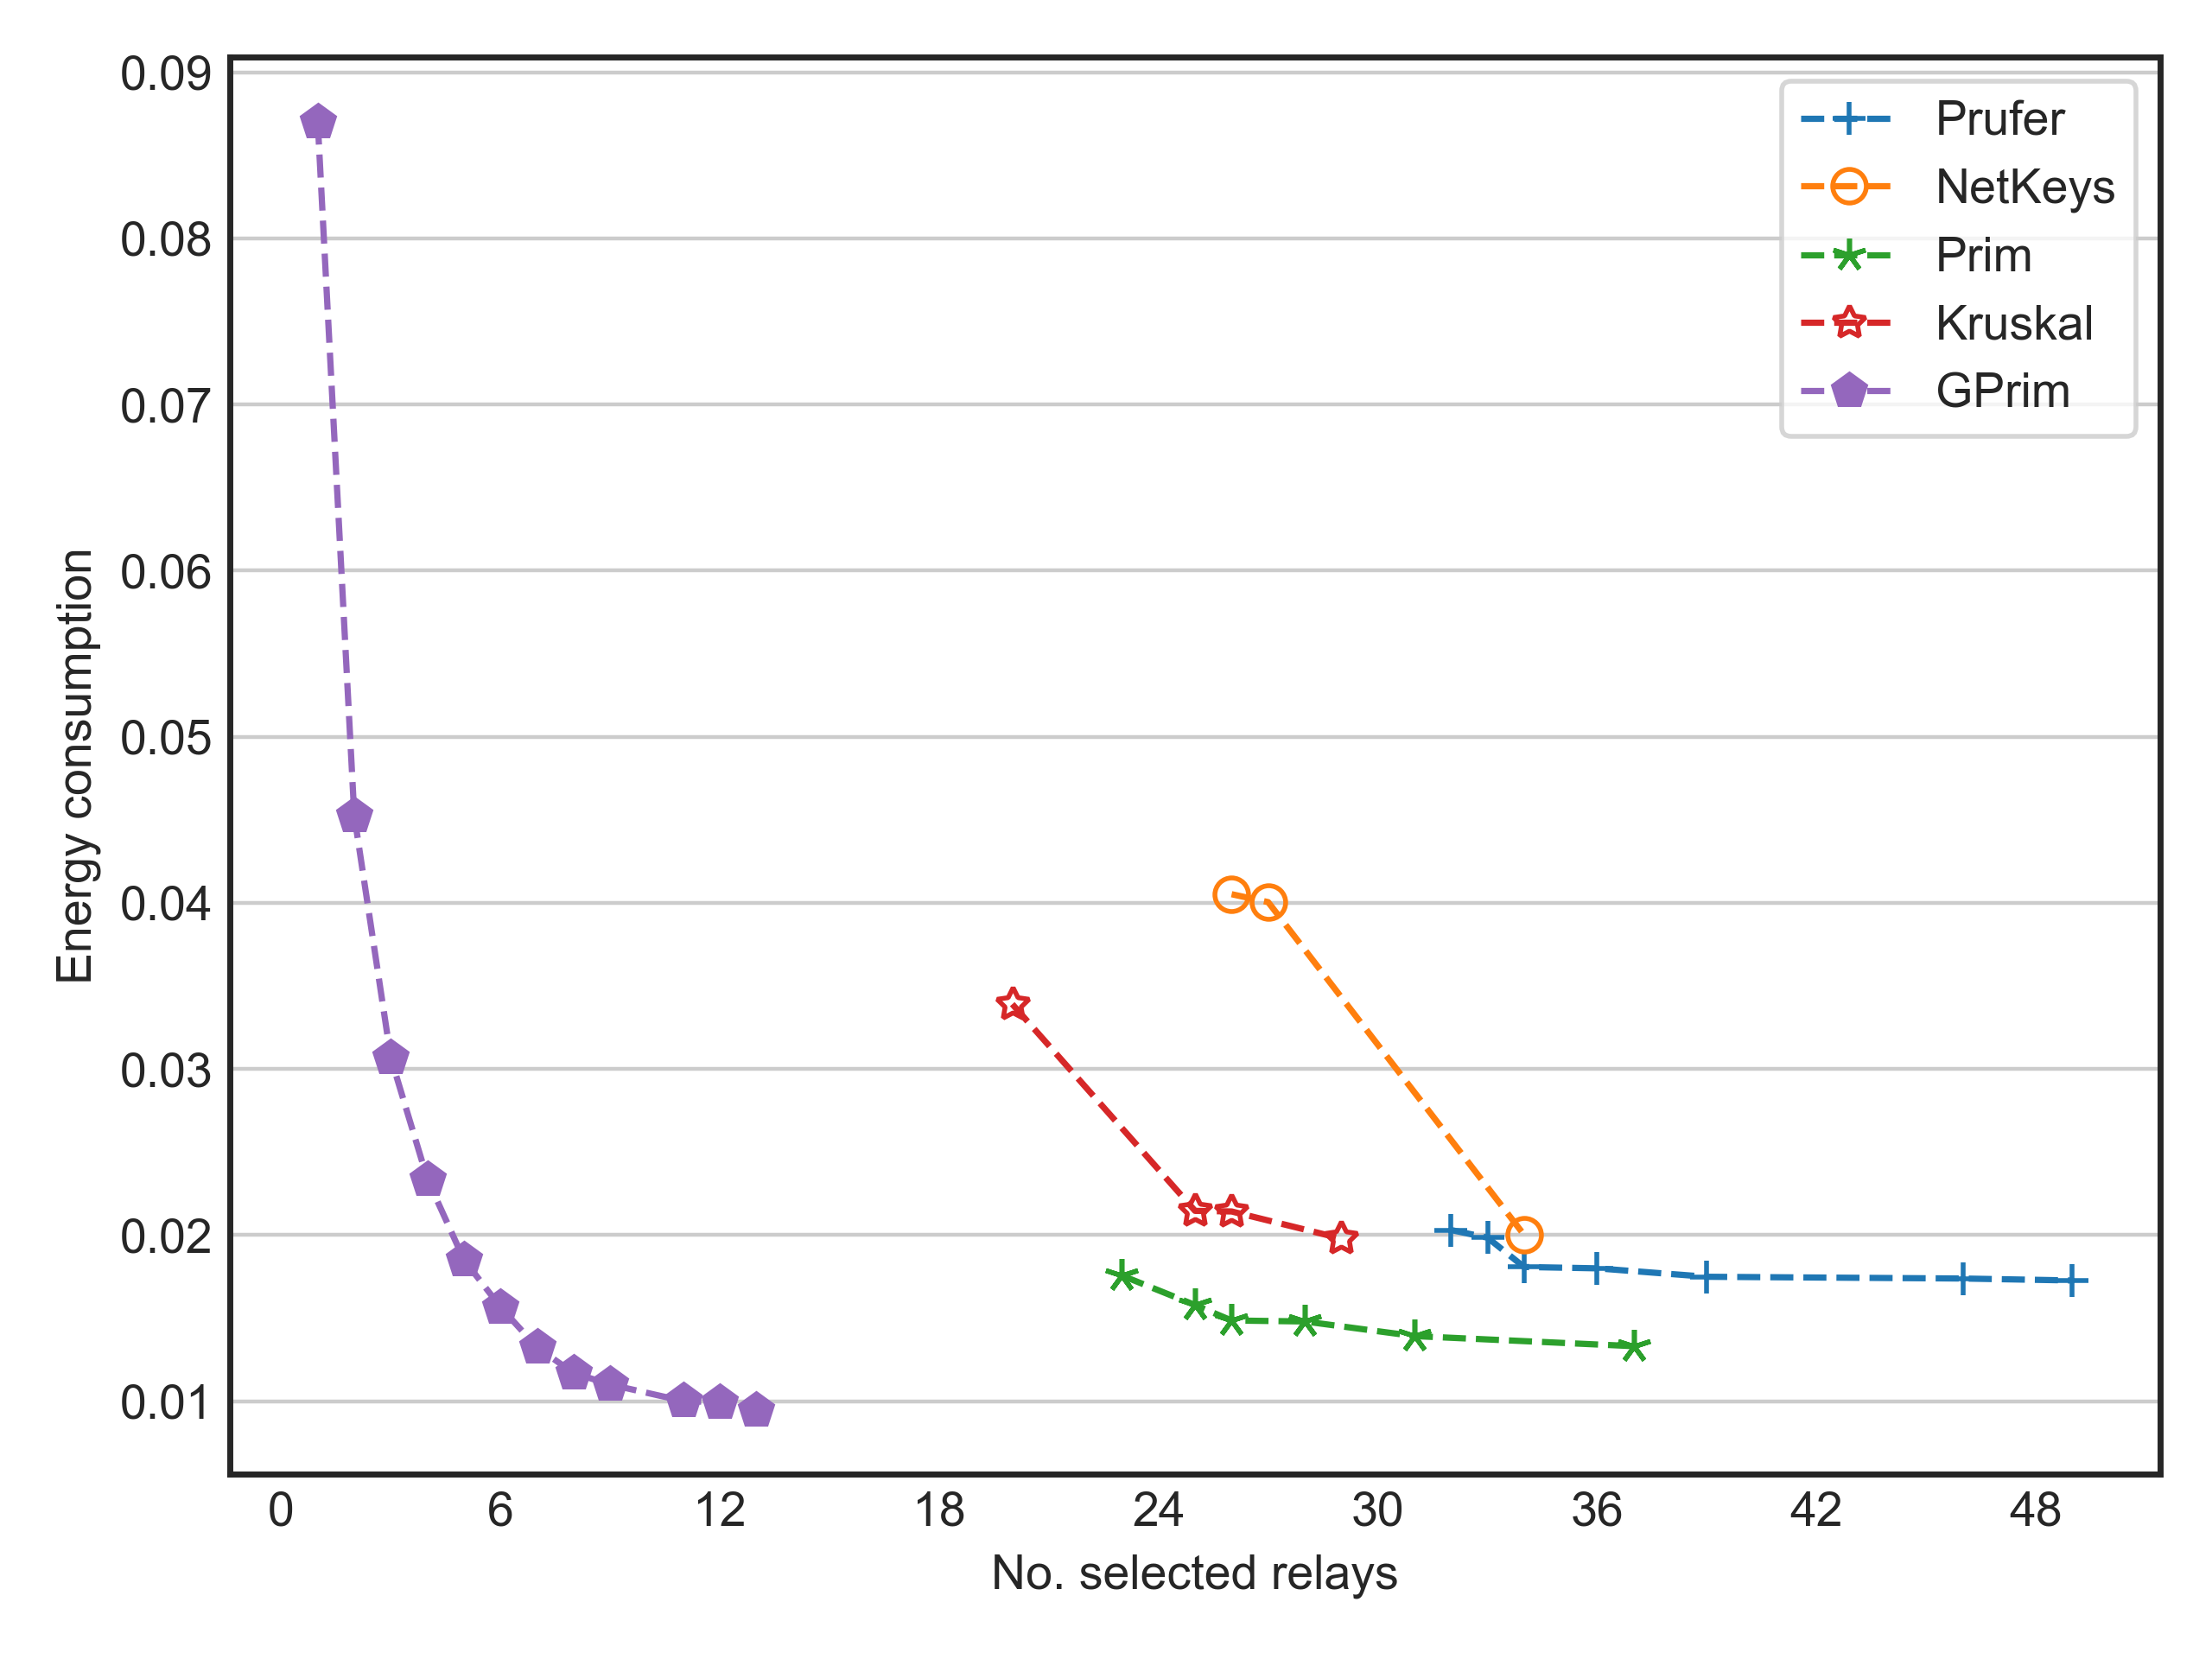 0.09
0.08
0.07
0.06
0.05
0.04
0.03
0.02
0.01
Energy consumption
Prufer
NetKeys
Prim
Kruskal
GPrim
0 6 12 18 24 30 36 42 48
No. selected relays